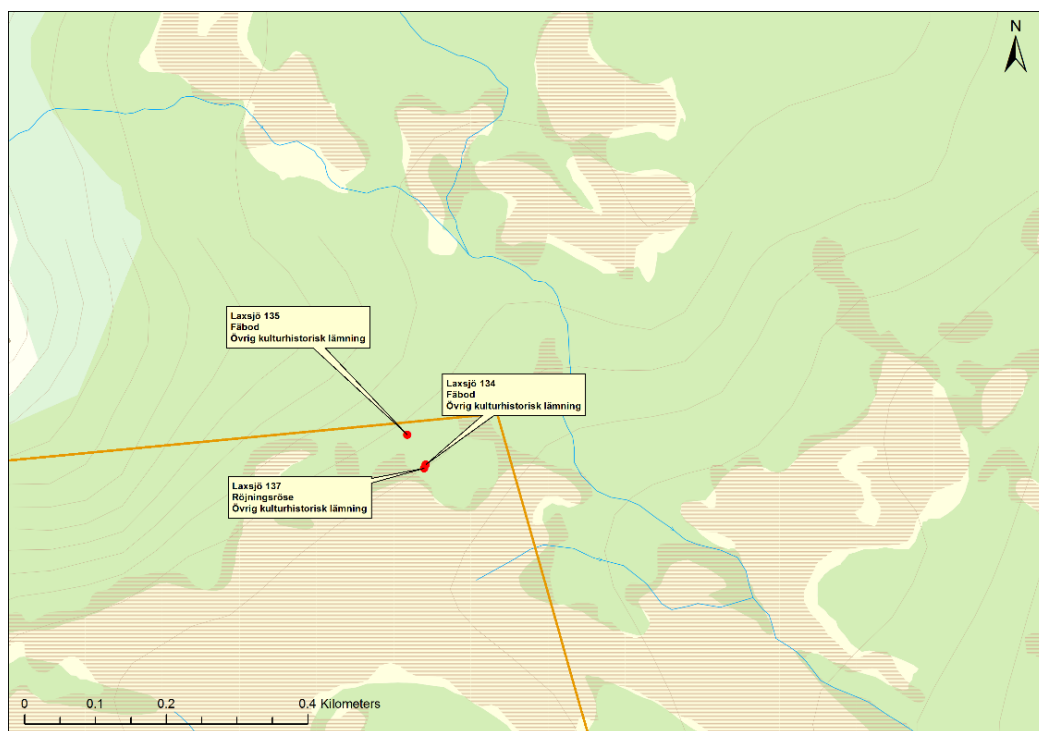 N
Laxsjö 135
Fäbod
Övrig kulturhistorisk lämning
Laxsjö 134
Fäbod
Övrig kulturhistorisk lämning
Laxsjö 137
Röjningsröse
Övrig kulturhistorisk lämning
0 0.1 0.2 0.4 Kilometers